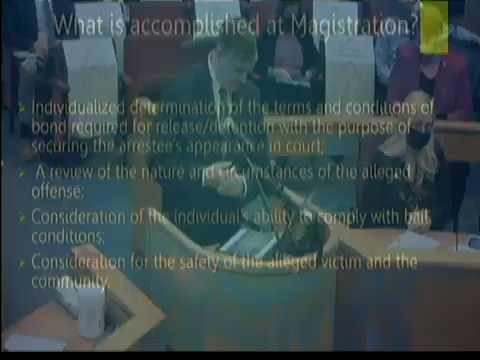 What is accomplished at Magistration?
Individualized determination of the terms and conditions of
bond required for release/detention with the purpose of
securing the arrestee's appearance in court;
A review of the nature and circumstances of the alleged
offense;
Consideration of the individual's ability to comply with bail
conditions;
Consideration for the safety of the alleged victim and the
community.